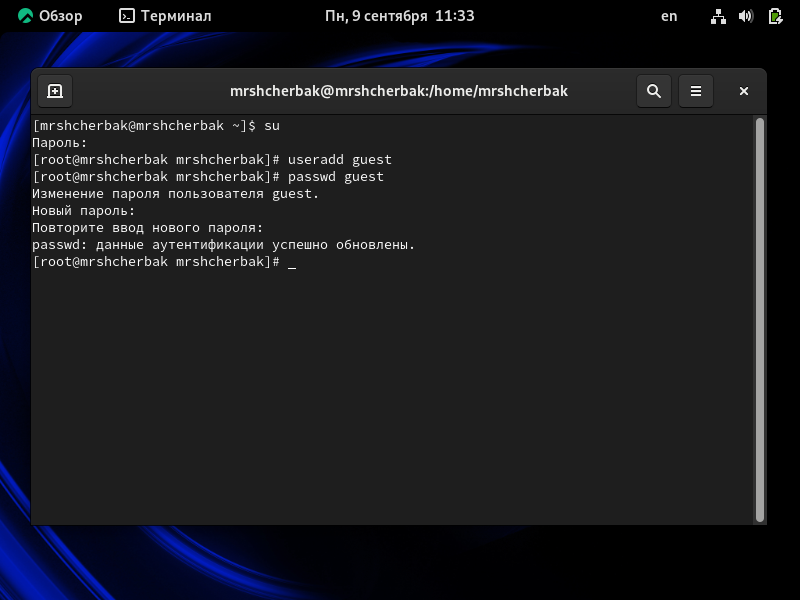 Обзор Терминал Пн, 9 сентября 11:33 en
mrshcherbak@mrshcherbak:/home/mrshcherbak
[mrshcherbak@mrshcherbak ~]$ su
Пароль:
[root@mrshcherbak mrshcherbak]# useradd guest
[root@mrshcherbak mrshcherbak]# passwd guest
Изменение пароля пользователя guest.
Новый пароль:
Повторите ввод нового пароля:
passwd: данные аутентификации успешно обновлены.
[root@mrshcherbak mrshcherbak]# _